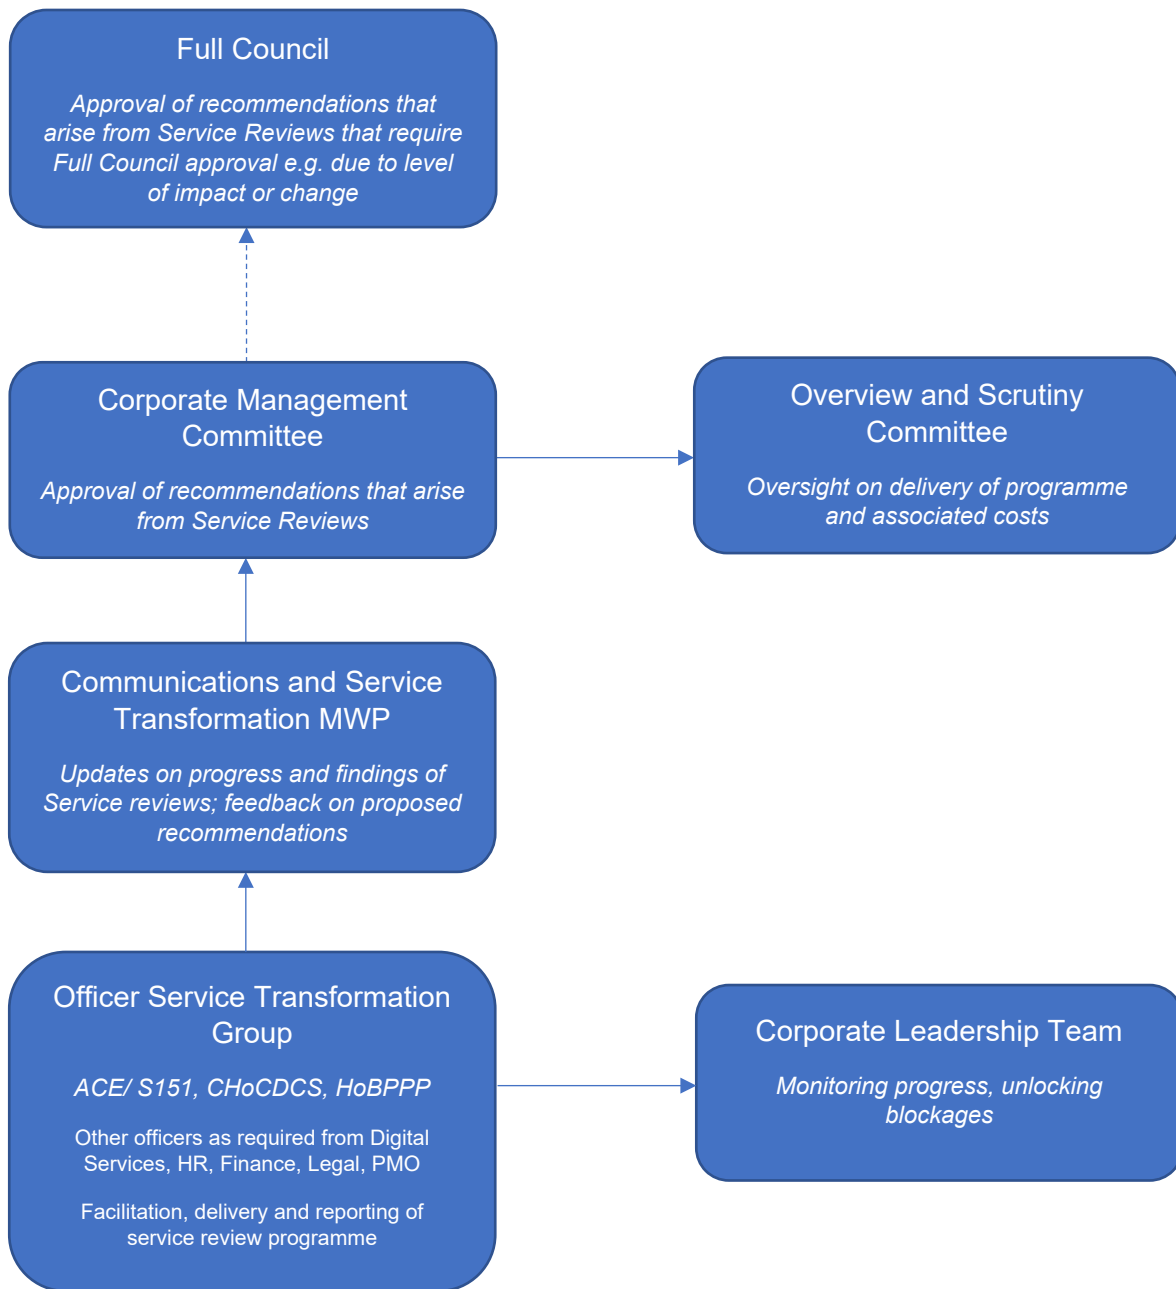 Full Council
Approval of recommendations that
arise from Service Reviews that require
Full Council approval e.g. due to level
of impact or change
Corporate Management
Committee
Approval of recommendations that arise
from Service Reviews
Overview and Scrutiny
Committee
Oversight on delivery of programme
and associated costs
Communications and Service
Transformation MWP
Updates on progress and findings of
Service reviews; feedback on proposed
recommendations
Officer Service Transformation
Group
ACE/ S151, CHoCDCS, HoBPPP
Other officers as required from Digital
Services, HR, Finance, Legal, PMO
Facilitation, delivery and reporting of
service review programme
Corporate Leadership Team
Monitoring progress, unlocking
blockages